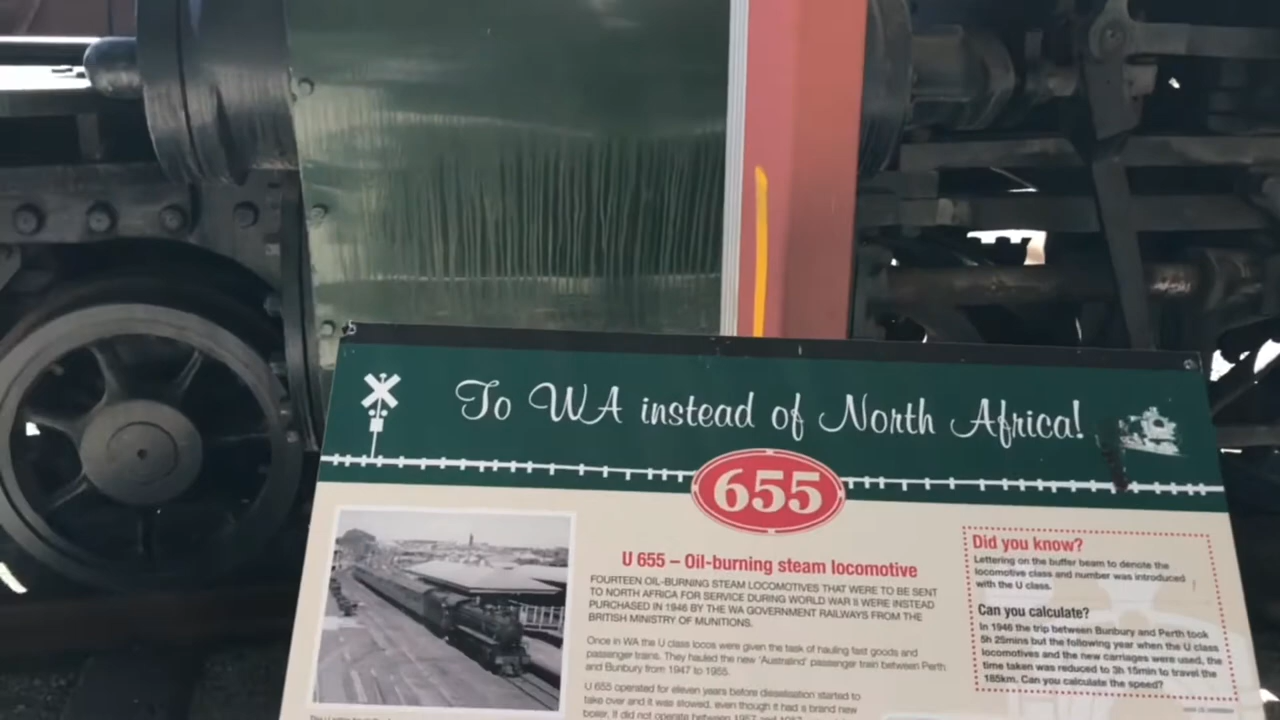 To WA instead of North Africa!
655
U 655 – Oil-burning steam locomotive
FOURTEEN OIL-BURNING STEAM LOCOMOTIVES THAT WERE TO BE SENT
TO NORTH AFRICA FOR SERVICE DURING WORLD WAR II WERE INSTEAD
PURCHASED IN 1946 BY THE WA GOVERNMENT RAILWAYS FROM THE
BRITISH MINISTRY OF MUNITIONS.
Once in WA the U class locos were given the task of hauling fast goods and
passenger trains. They hauled the new 'Australind' passenger train between Perth
and Bunbury from 1947 to 1955.
U 655 operated for eleven years before dieselisation started to
take over and it was stowed, even though it had a brand new
boiler. It did not operate between 1957 and
Did you know?
Lettering on the buffer beam to denote the
locomotive class and number was introduced
with the U class.
Can you calculate?
In 1946 the trip between Bunbury and Perth took
5h 25mins but the following year when the U class
locomotives and the new carriages were used, the
time taken was reduced to 3h 15min to travel the
185km. Can you calculate the speed?